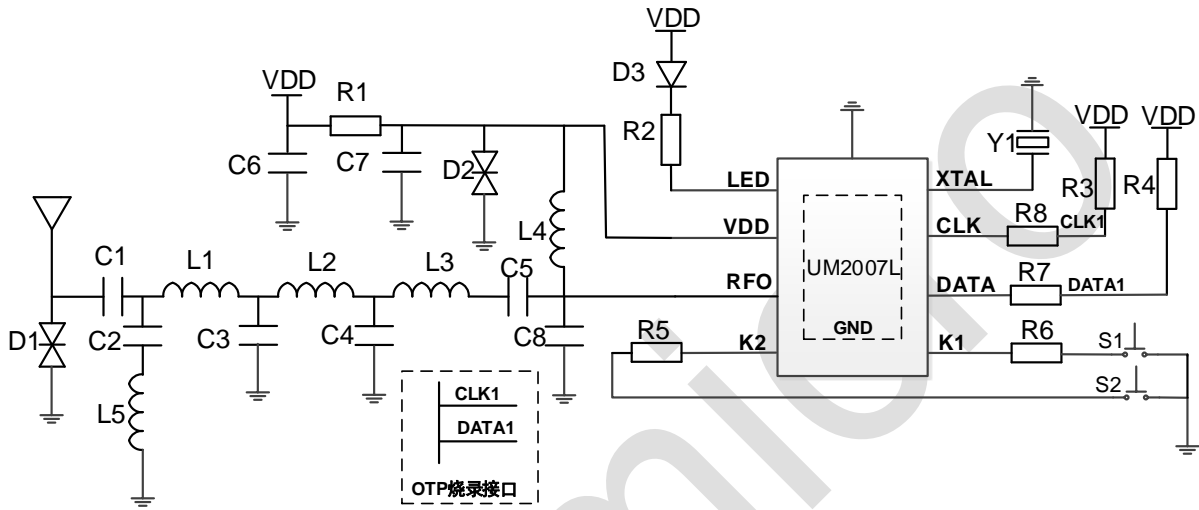 VDD
VDD
VDD
VDD
D3
R1
R2
Y1
C6
C7
D2
R3
R4
LED
XTAL
R8
CLK1
L4
VDD
CLK
C1
L1
L2
L3
C5
UM2007L
RFO
DATA
R7
DATA1
D1
C2
C3
C4
C8
GND
R5
K2
K1
R6
S1
S2
L5
CLK1
DATA1
OTP烧录接口